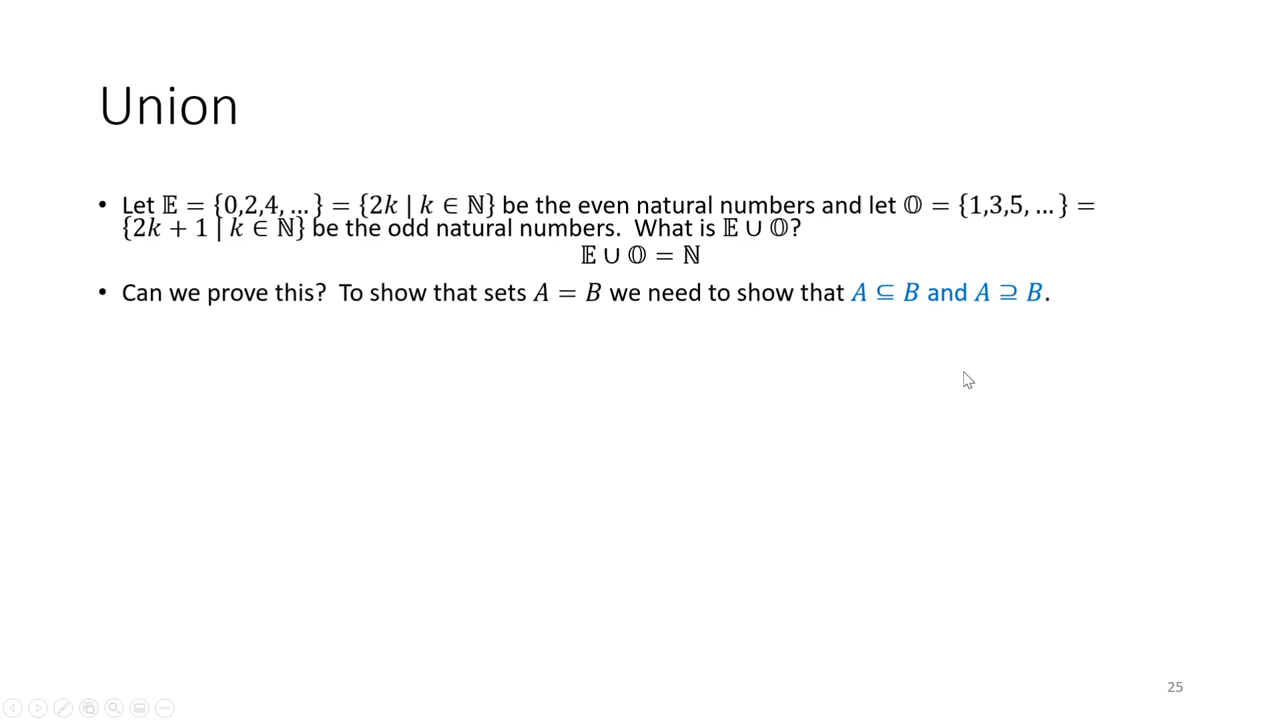 Union
• Let 𝔼 = {0,2,4, … } = {2𝑘 | 𝑘 ∈ ℕ} be the even natural numbers and let 𝕆 = {1,3,5, … } =
{2𝑘 + 1 | 𝑘 ∈ ℕ} be the odd natural numbers.  What is 𝔼 ∪ 𝕆?
𝔼 ∪ 𝕆 = ℕ
• Can we prove this?  To show that sets 𝐴 = 𝐵 we need to show that 𝐴 ⊆ 𝐵 and 𝐴 ⊇ 𝐵.
25